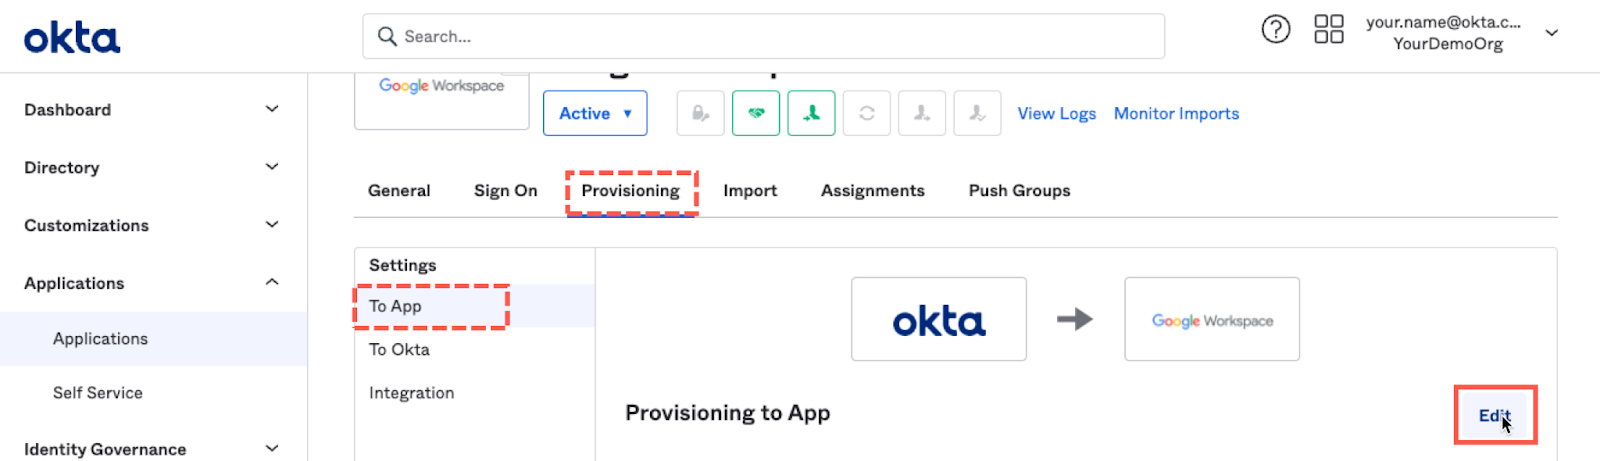 okta
Search...
your.name@okta.c...
YourDemoOrg
Dashboard
Directory
Customizations
Applications
Applications
Self Service
Identity Governance
Google Workspace
Active
View Logs
Monitor Imports
General
Sign On
Provisioning
Import
Assignments
Push Groups
Settings
To App
To Okta
Integration
okta
Google Workspace
Provisioning to App
Edit